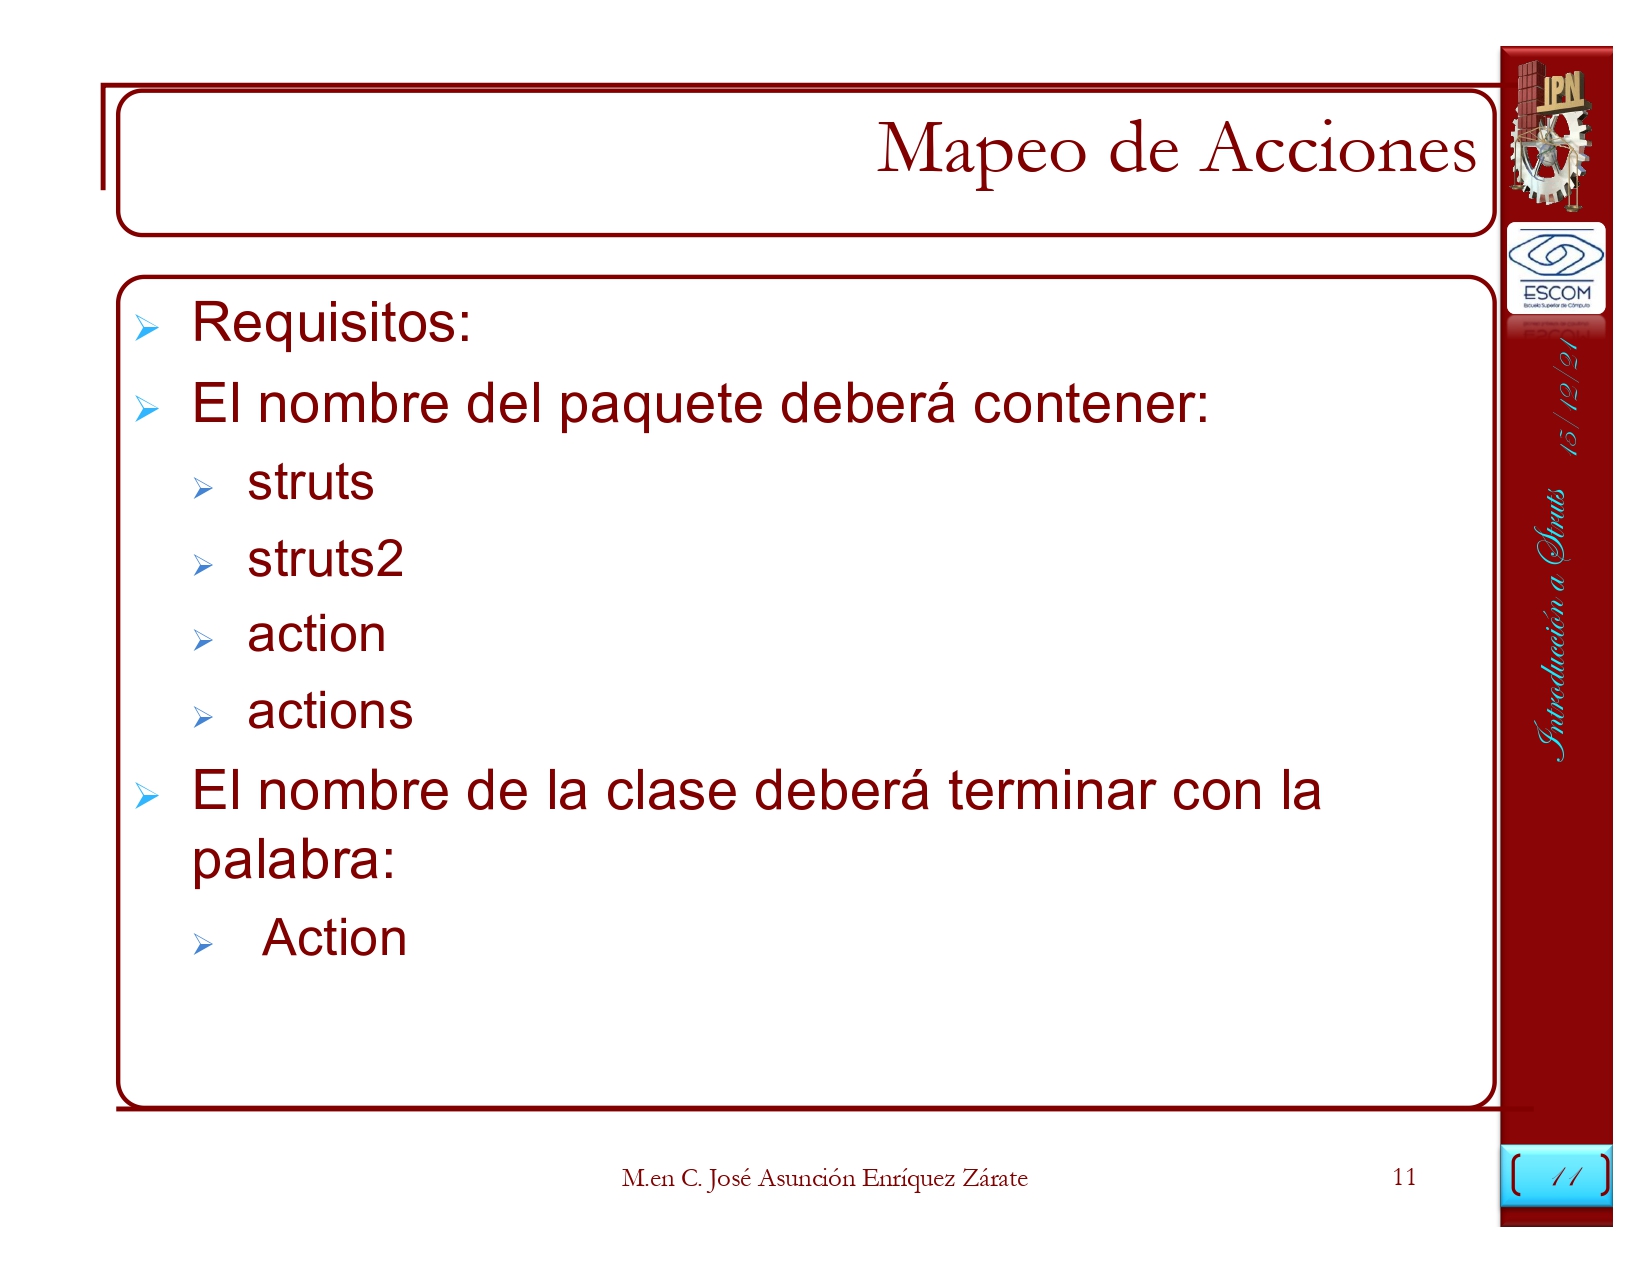 Mapeo de Acciones
IPN
ESCOM
Escuela Superior de Cómputo
Requisitos:
El nombre del paquete deberá contener:
struts
struts2
action
actions
El nombre de la clase deberá terminar con la
palabra:
Action
15/12/21
Introducción a Struts
M.en C. José Asunción Enríquez Zárate
11
11